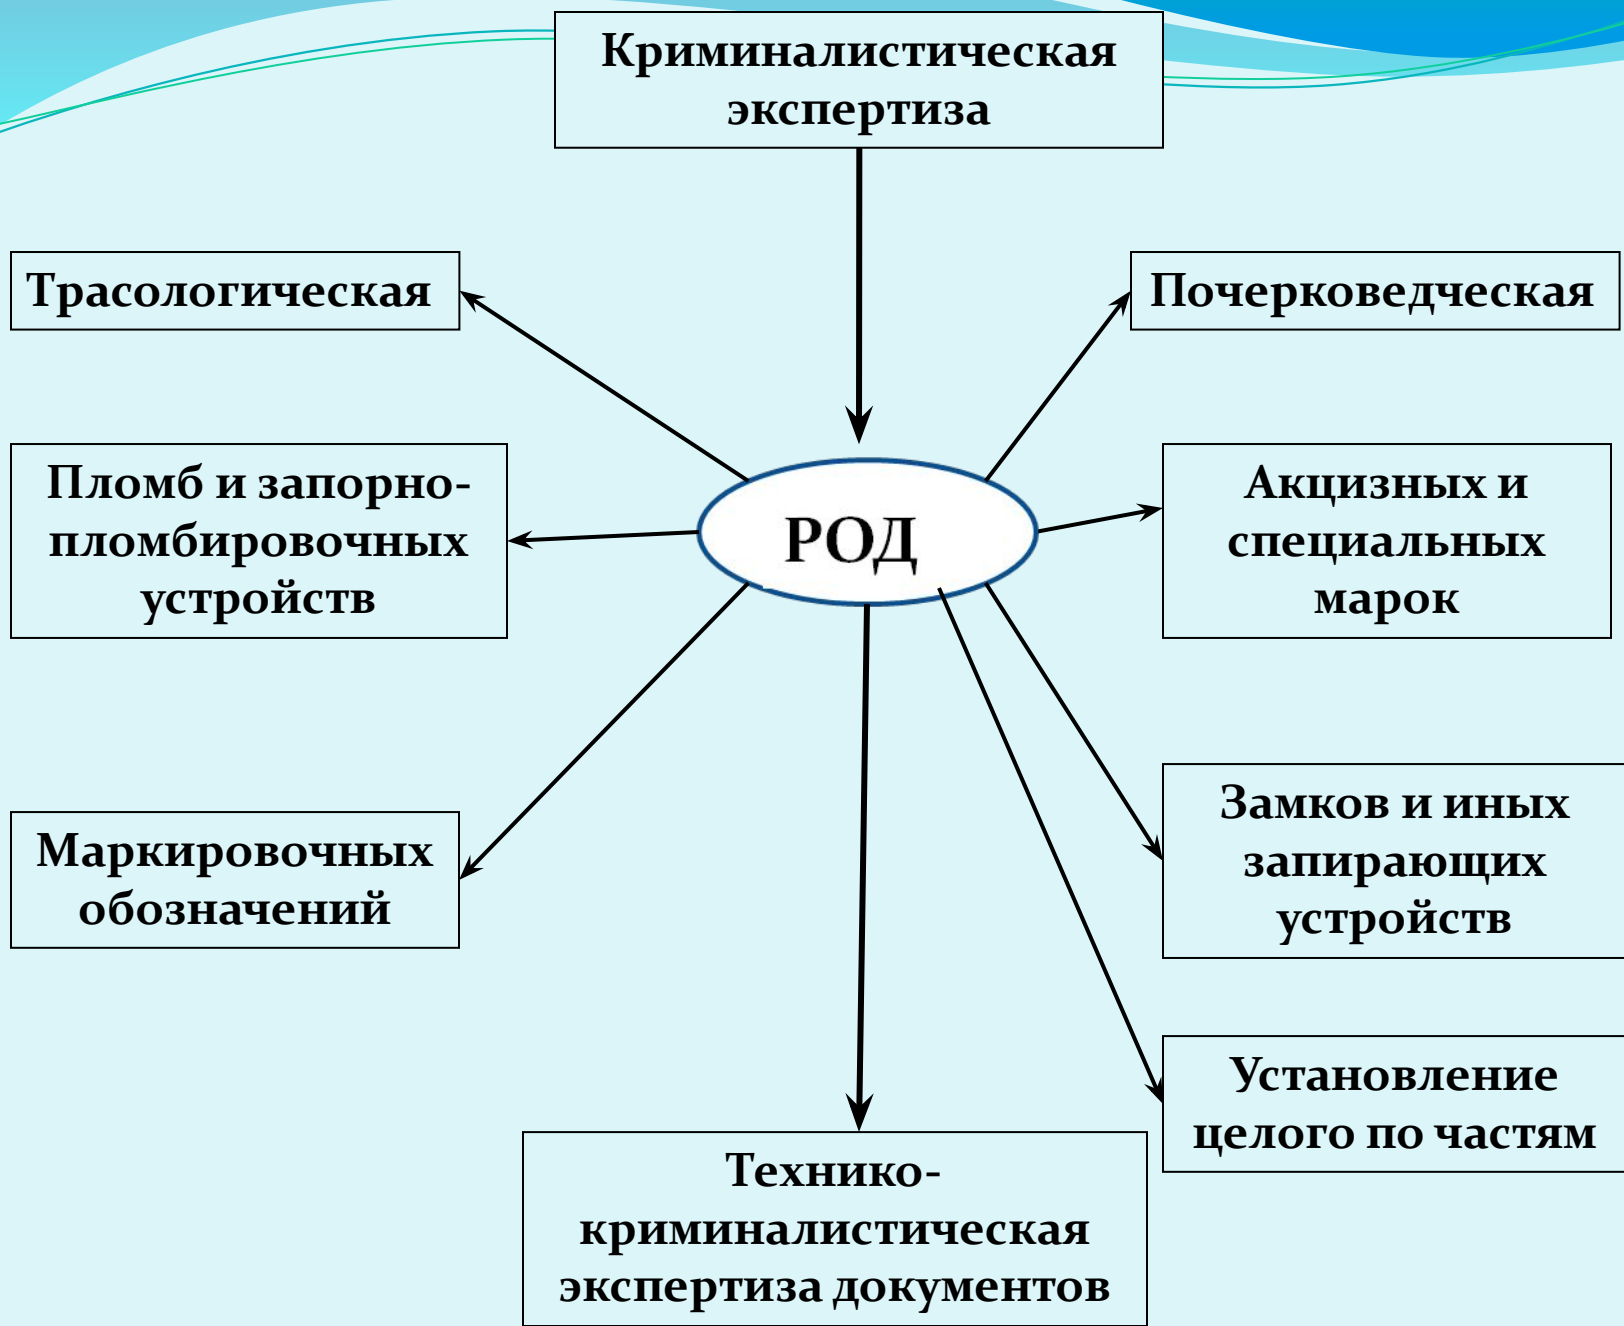 Криминалистическая
экспертиза
Трасологическая
Почерковедческая
Пломб и запорно-
пломбировочных
устройств
РОД
Акцизных и
специальных
марок
Маркировочных
обозначений
Замков и иных
запирающих
устройств
Установление
целого по частям
Технико-
криминалистическая
экспертиза документов